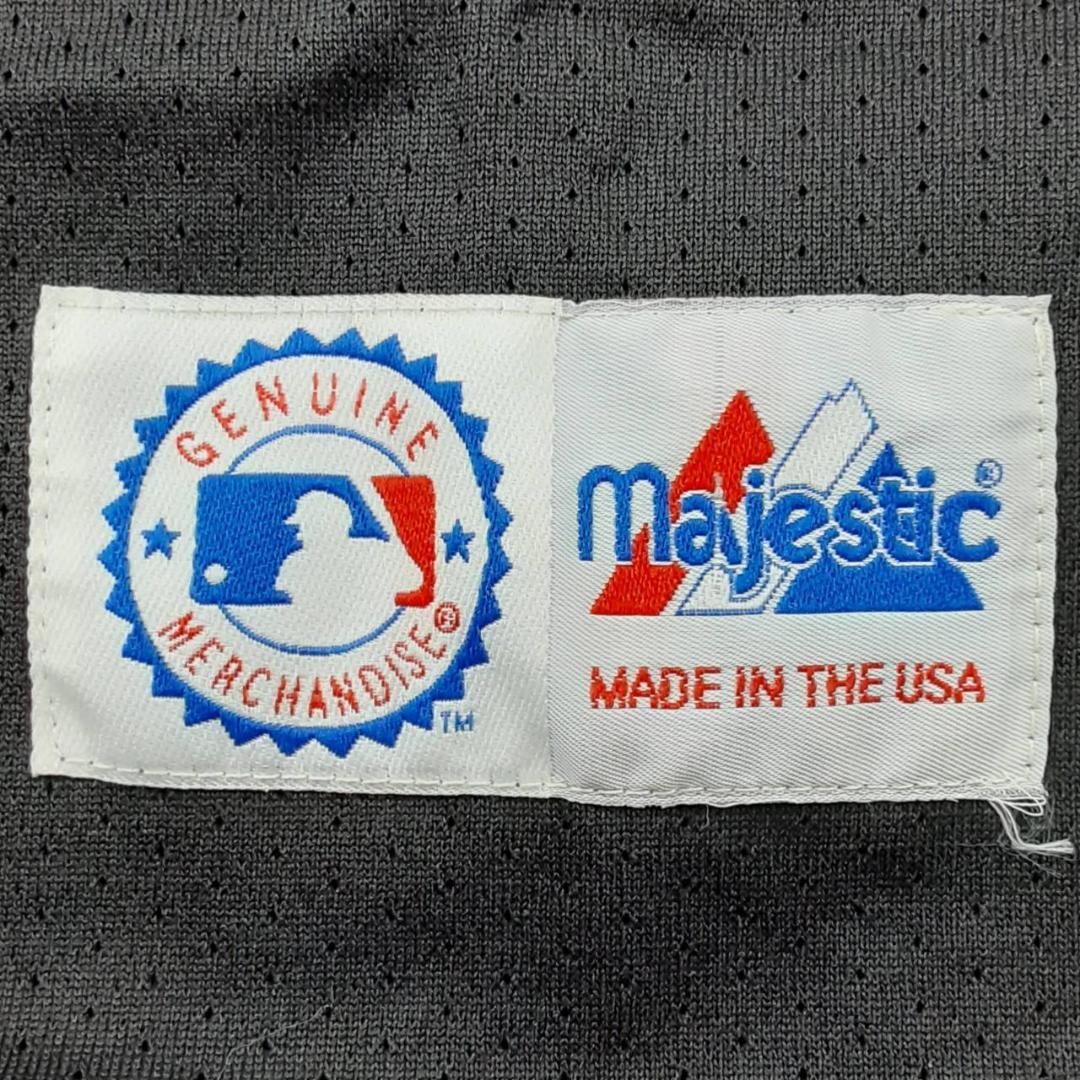 GENUINE
MERCHANDISE®
TM
Majestic®
MADE IN THE USA